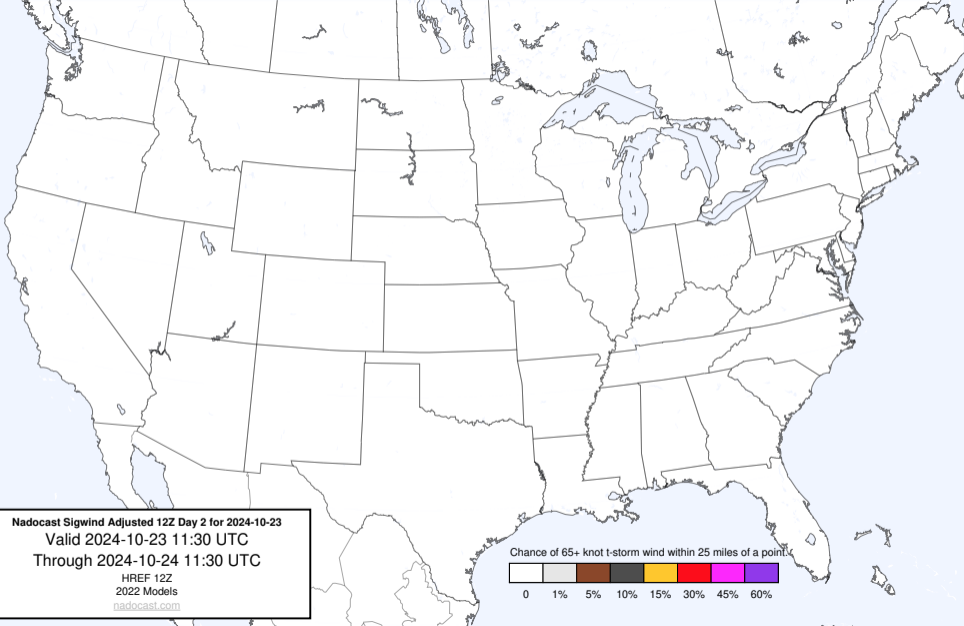 Nadocast Sigwind Adjusted 12Z Day 2 for 2024-10-23
Valid 2024-10-23 11:30 UTC
Through 2024-10-24 11:30 UTC
HREF 12Z
2022 Models
nadocast.com
Chance of 65+ knot t-storm wind within 25 miles of a point.
0 1% 5% 10% 15% 30% 45% 60%